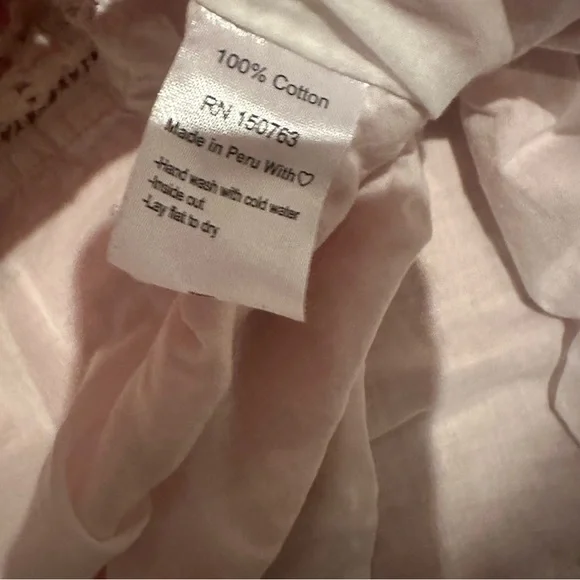 100% Cotton
RN 150763
Made in Peru With♡
-Hand wash with cold water
-Inside out
-Lay flat to dry